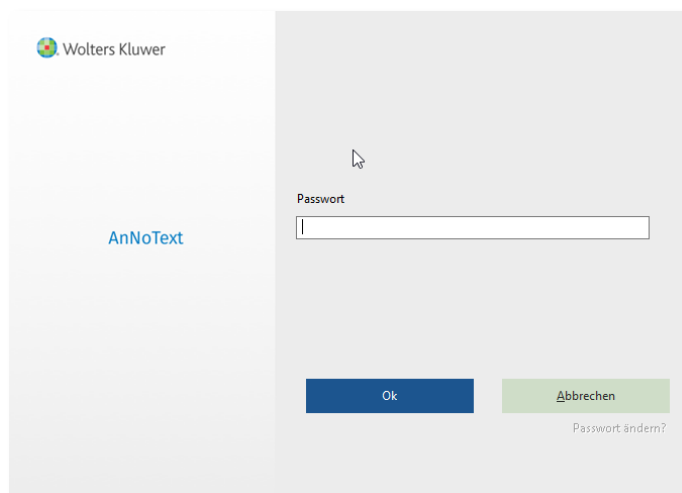 Wolters Kluwer
Passwort
AnNoText
Ok
Abbrechen
Passwort ändern?